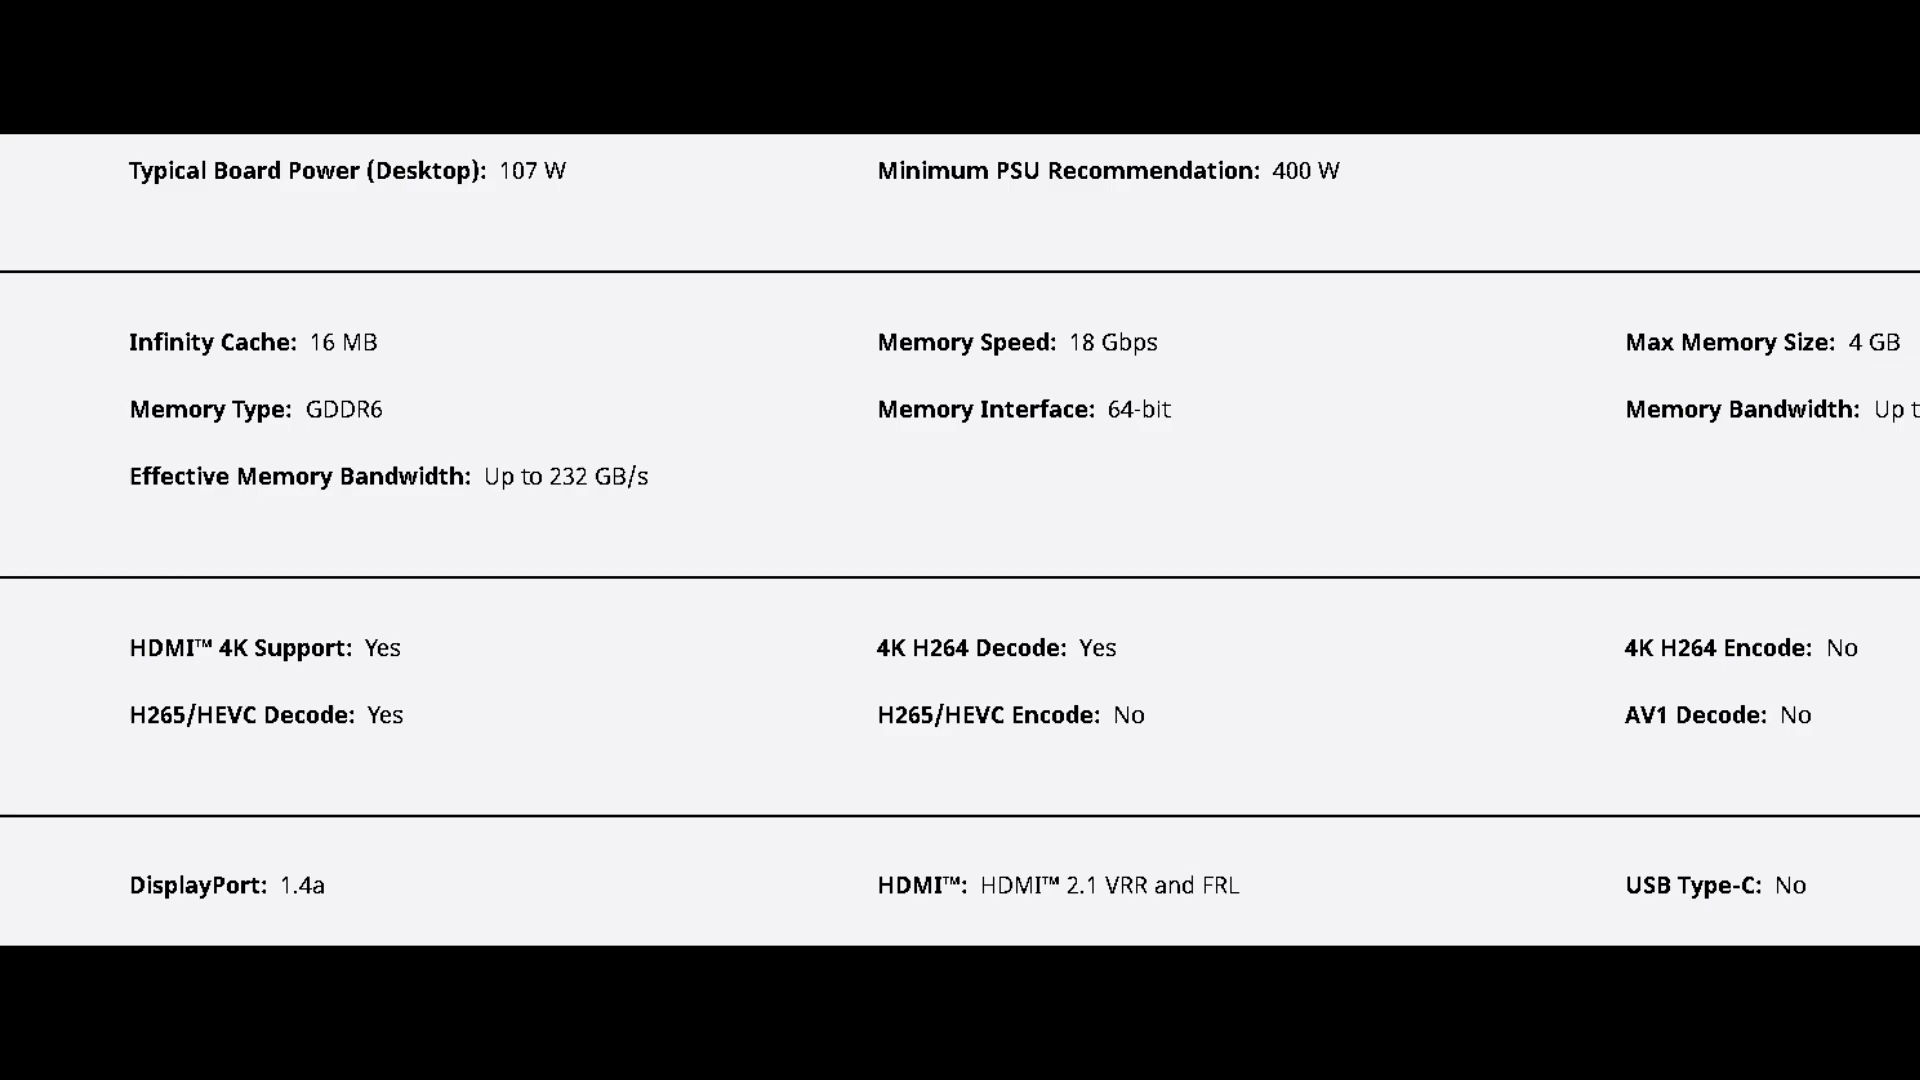 Typical Board Power (Desktop): 107 W Minimum PSU Recommendation: 400 W
Infinity Cache: 16 MB Memory Speed: 18 Gbps Max Memory Size: 4 GB
Memory Type: GDDR6 Memory Interface: 64-bit Memory Bandwidth: Up t
Effective Memory Bandwidth: Up to 232 GB/s
HDMI™ 4K Support: Yes 4K H264 Decode: Yes 4K H264 Encode: No
H265/HEVC Decode: Yes H265/HEVC Encode: No AV1 Decode: No
DisplayPort: 1.4a HDMI™: HDMI™ 2.1 VRR and FRL USB Type-C: No